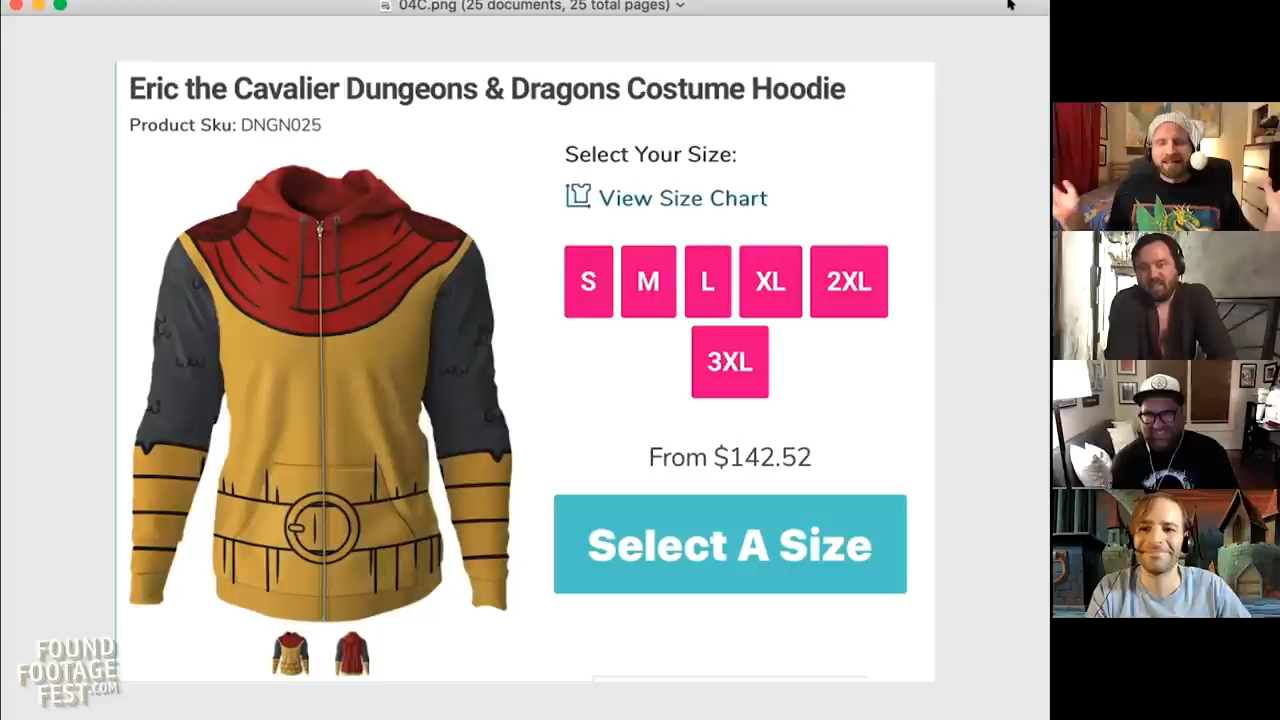 04C.png (25 documents, 25 total pages)
Eric the Cavalier Dungeons & Dragons Costume Hoodie
Product Sku: DNGN025
Select Your Size:
View Size Chart
S M L XL 2XL
3XL
From $142.52
Select A Size
FOUND
FOOTAGE
FEST.COM